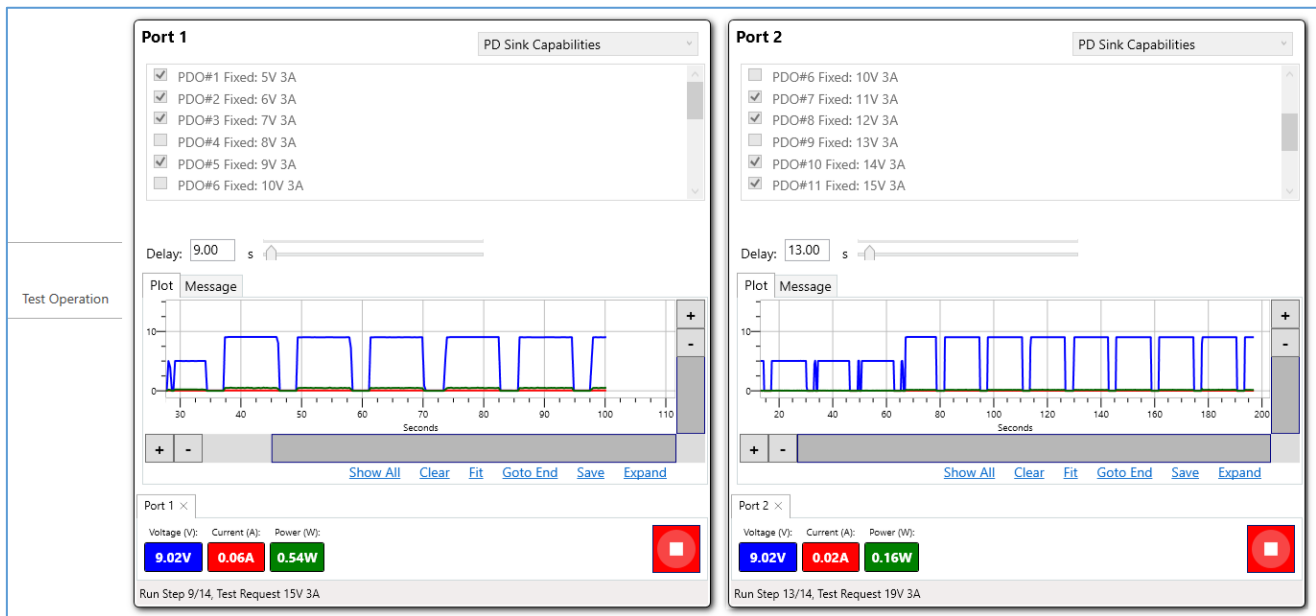 Test Operation
Port 1
PD Sink Capabilities
PDO#1 Fixed: 5V 3A
PDO#2 Fixed: 6V 3A
PDO#3 Fixed: 7V 3A
PDO#4 Fixed: 8V 3A
PDO#5 Fixed: 9V 3A
PDO#6 Fixed: 10V 3A
Delay: 9.00 s
Plot Message
10
0
30 40 50 60 70 80 90 100 110
Seconds
+
-
+ -
Show All Clear Fit Goto End Save Expand
Port 1 ×
Voltage (V): Current (A): Power (W):
9.02V 0.06A 0.54W
Run Step 9/14, Test Request 15V 3A
Port 2
PD Sink Capabilities
PDO#6 Fixed: 10V 3A
PDO#7 Fixed: 11V 3A
PDO#8 Fixed: 12V 3A
PDO#9 Fixed: 13V 3A
PDO#10 Fixed: 14V 3A
PDO#11 Fixed: 15V 3A
Delay: 13.00 s
Plot Message
10
0
20 40 60 80 100 120 140 160 180 200
Seconds
+
-
+ -
Show All Clear Fit Goto End Save Expand
Port 2 ×
Voltage (V): Current (A): Power (W):
9.02V 0.02A 0.16W
Run Step 13/14, Test Request 19V 3A